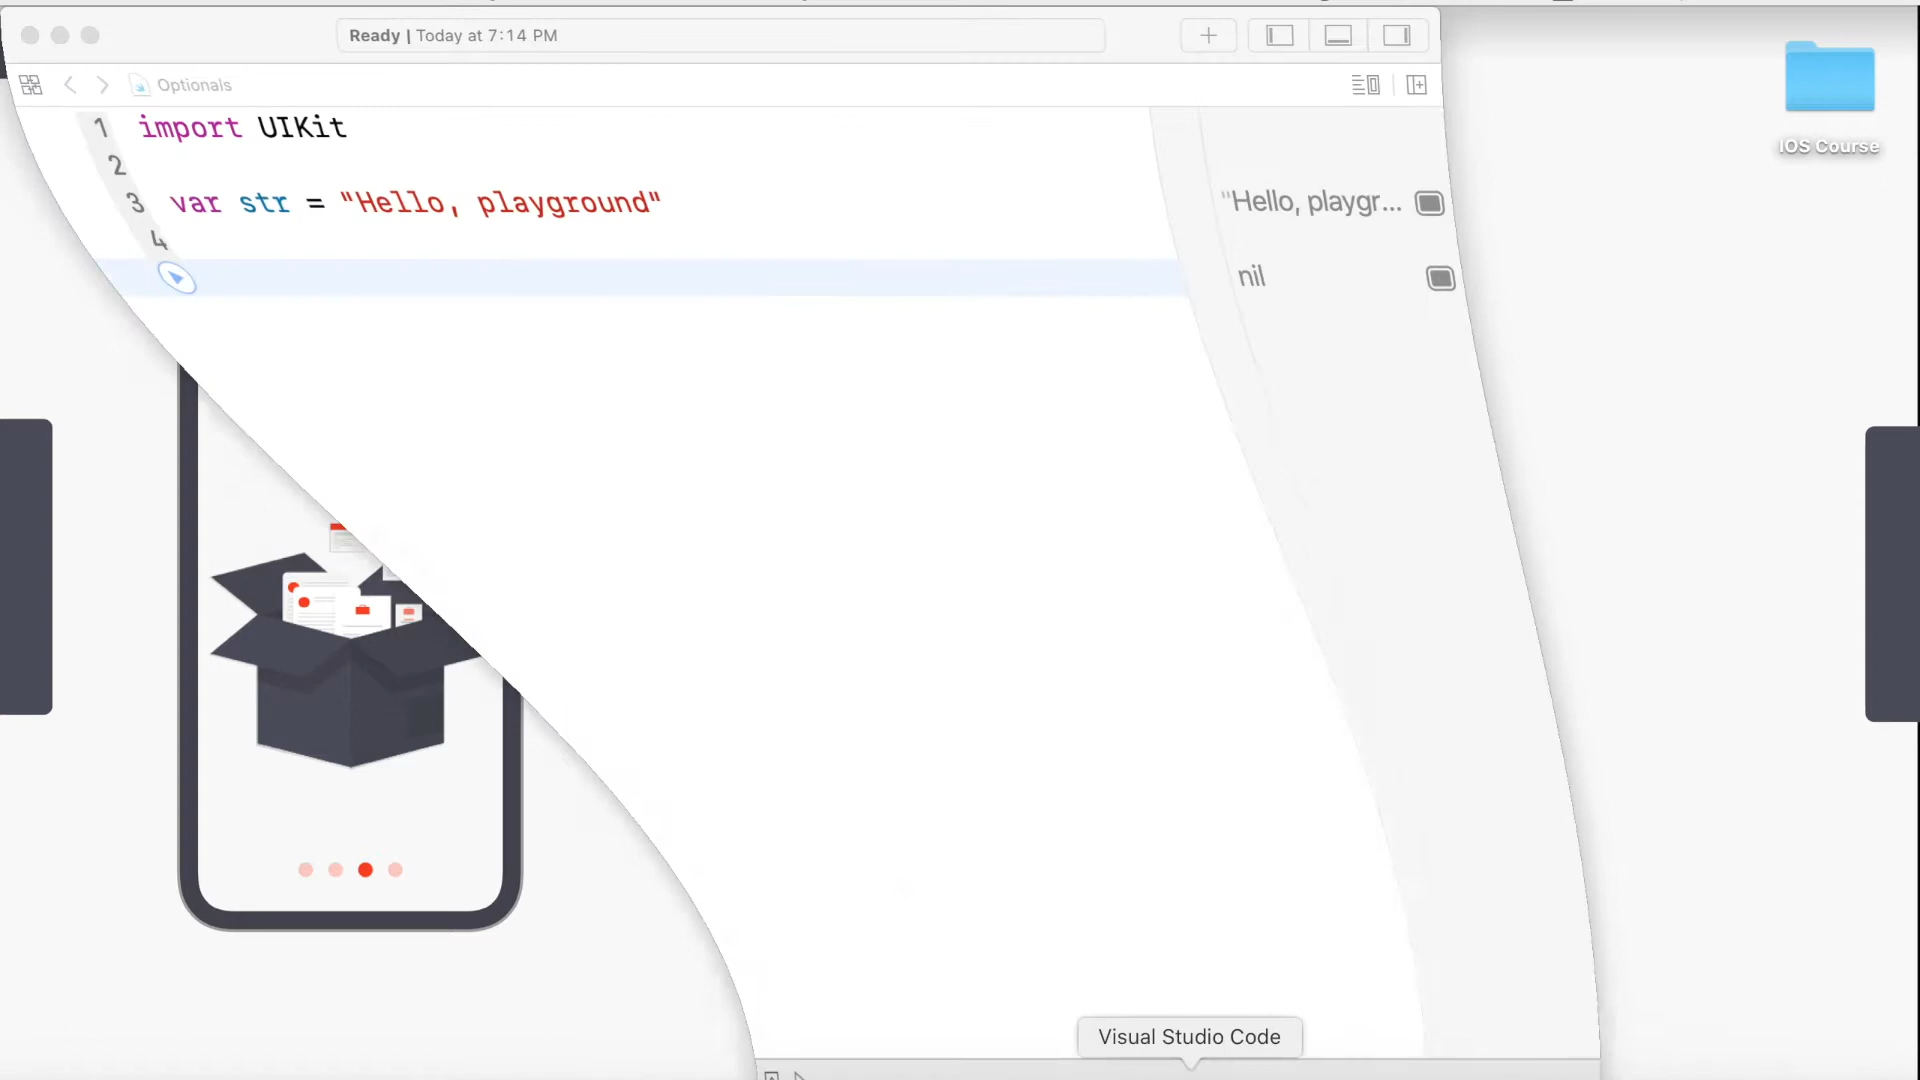 Ready | Today at 7:14 PM
Optionals
1 import UIKit
2
3 var str = "Hello, playground"
"Hello, playgr...
4
nil
IOS Course
Visual Studio Code